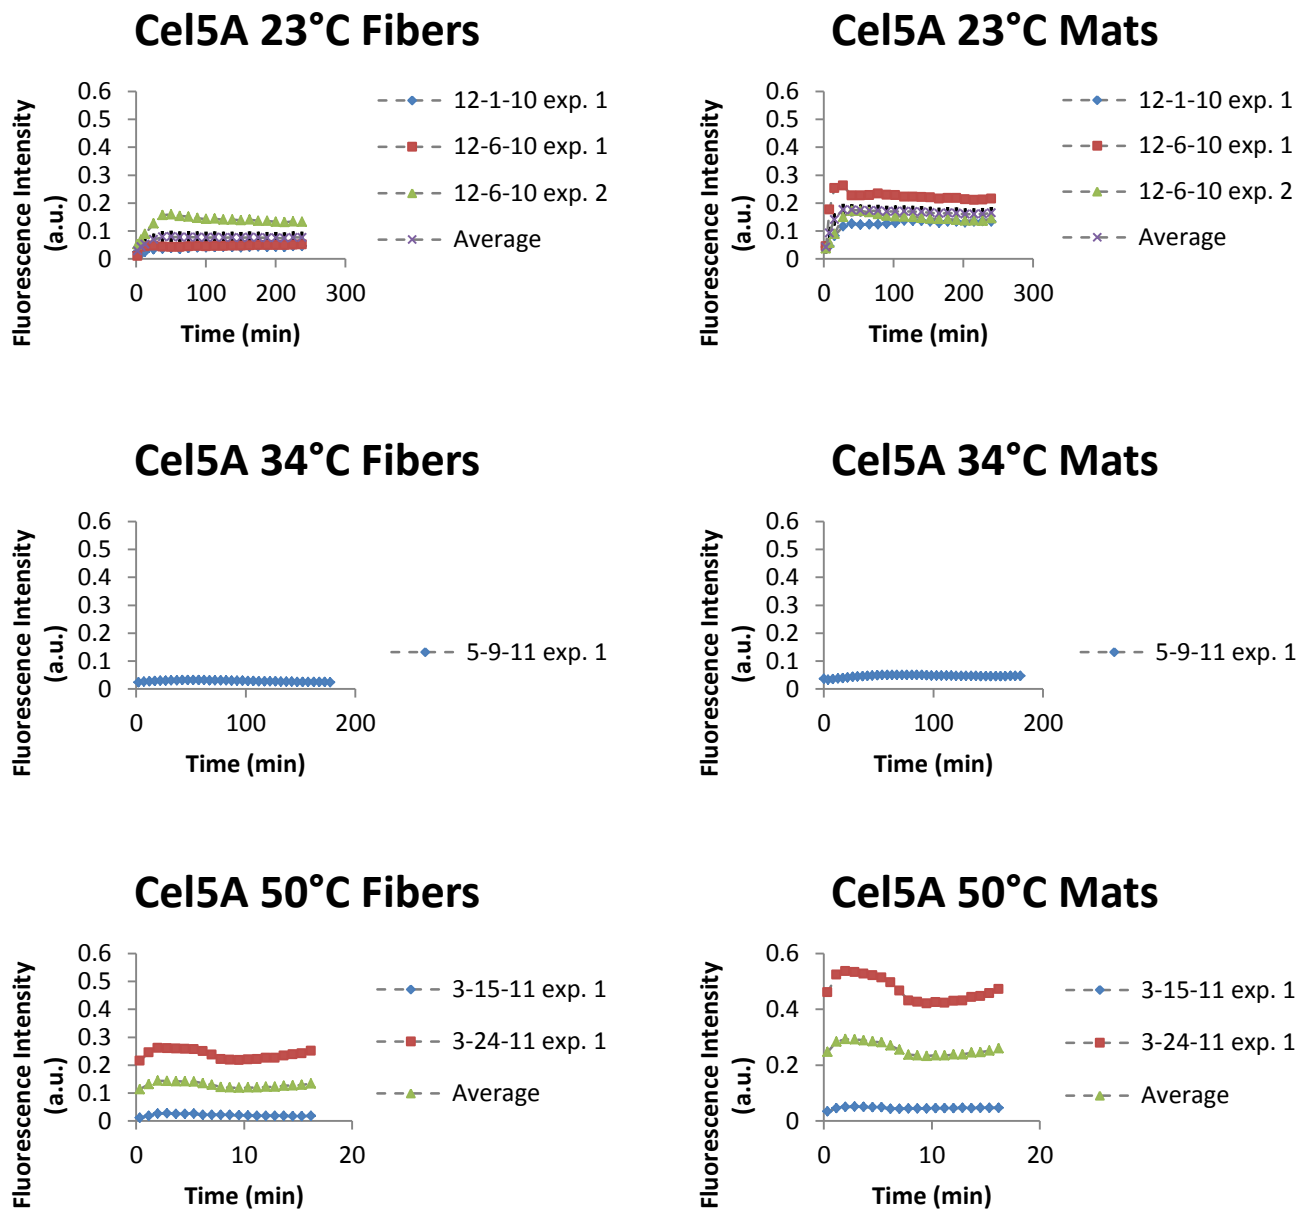 Cel5A 23°C Fibers
Fluorescence Intensity
(a.u.)
0.6
0.5
0.4
0.3
0.2
0.1
0
0 100 200 300
Time (min)
12-1-10 exp. 1
12-6-10 exp. 1
12-6-10 exp. 2
Average
Cel5A 23°C Mats
Fluorescence Intensity
(a.u.)
0.6
0.5
0.4
0.3
0.2
0.1
0
0 100 200 300
Time (min)
12-1-10 exp. 1
12-6-10 exp. 1
12-6-10 exp. 2
Average
Cel5A 34°C Fibers
Fluorescence Intensity
(a.u.)
0.6
0.5
0.4
0.3
0.2
0.1
0
0 100 200
Time (min)
5-9-11 exp. 1
Cel5A 34°C Mats
Fluorescence Intensity
(a.u.)
0.6
0.5
0.4
0.3
0.2
0.1
0
0 100 200
Time (min)
5-9-11 exp. 1
Cel5A 50°C Fibers
Fluorescence Intensity
(a.u.)
0.6
0.5
0.4
0.3
0.2
0.1
0
0 10 20
Time (min)
3-15-11 exp. 1
3-24-11 exp. 1
Average
Cel5A 50°C Mats
Fluorescence Intensity
(a.u.)
0.6
0.4
0.2
0
0 10 20
Time (min)
3-15-11 exp. 1
3-24-11 exp. 1
Average